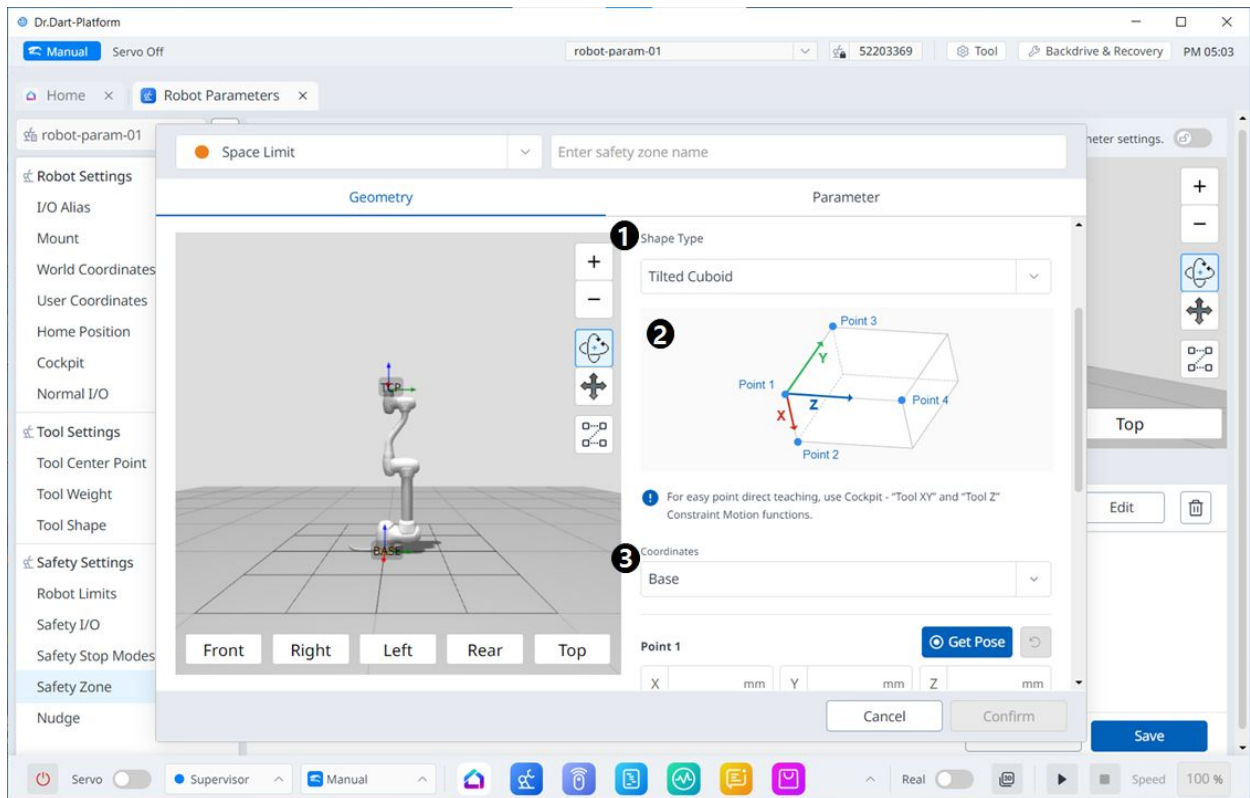 Dr.Dart-Platform
Manual Servo Off robot-param-01 52203369 Tool Backdrive & Recovery PM 05:03
Home Robot Parameters
robot-param-01
Robot Settings
I/O Alias
Mount
World Coordinates
User Coordinates
Home Position
Cockpit
Normal I/O
Tool Settings
Tool Center Point
Tool Weight
Tool Shape
Safety Settings
Robot Limits
Safety I/O
Safety Stop Modes
Safety Zone
Nudge
Space Limit Enter safety zone name
Geometry Parameter
TCP
BASE
Front Right Left Rear Top
1 Shape Type
Tilted Cuboid
2
Point 3
Y
Point 1
Z
Point 4
X
Point 2
For easy point direct teaching, use Cockpit - "Tool XY" and "Tool Z"
Constraint Motion functions.
3 Coordinates
Base
Point 1 Get Pose
X mm Y mm Z mm
Cancel Confirm
meter settings.
Top
Edit
Save
Servo Supervisor Manual Real Speed 100 %